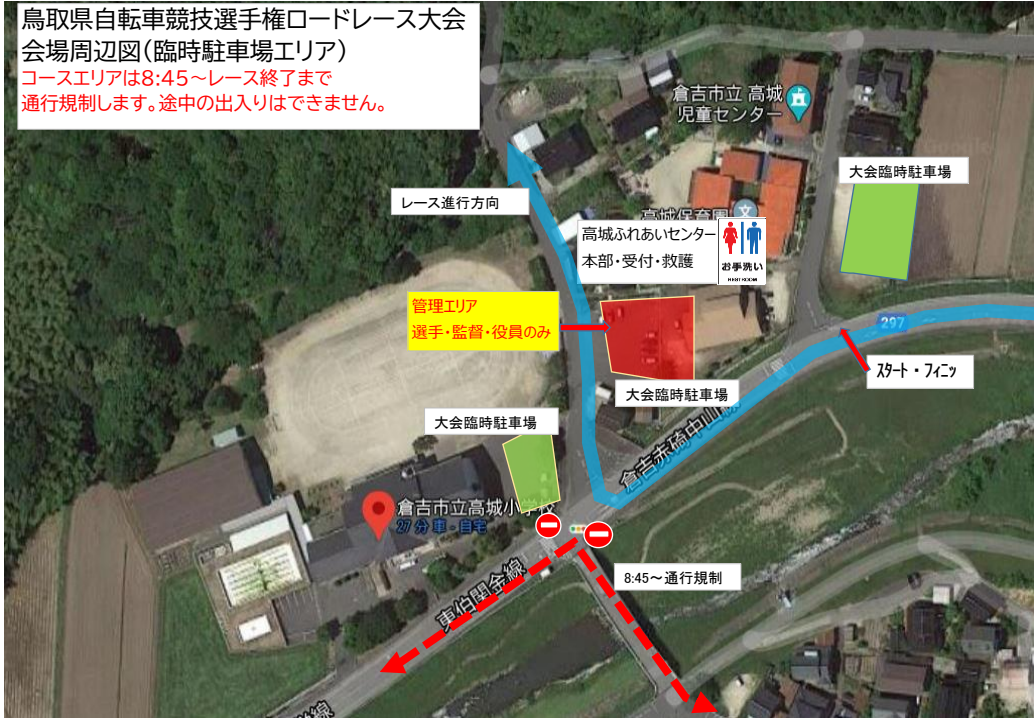 鳥取県自転車競技選手権ロードレース大会
会場周辺図(臨時駐車場エリア)
コースエリアは8:45～レース終了まで
通行規制します。途中の出入りはできません。
倉吉市立 高城
児童センター
大会臨時駐車場
レース進行方向
高城保育園
高城ふれあいセンター
本部・受付・救護
お手洗い
RESTROOM
管理エリア
選手・監督・役員のみ
297
スタート・フィニッ
大会臨時駐車場
大会臨時駐車場
倉吉赤碕中山線
倉吉市立高城小学校
27 分 車 - 自宅
8:45～通行規制
東伯関金線
Google